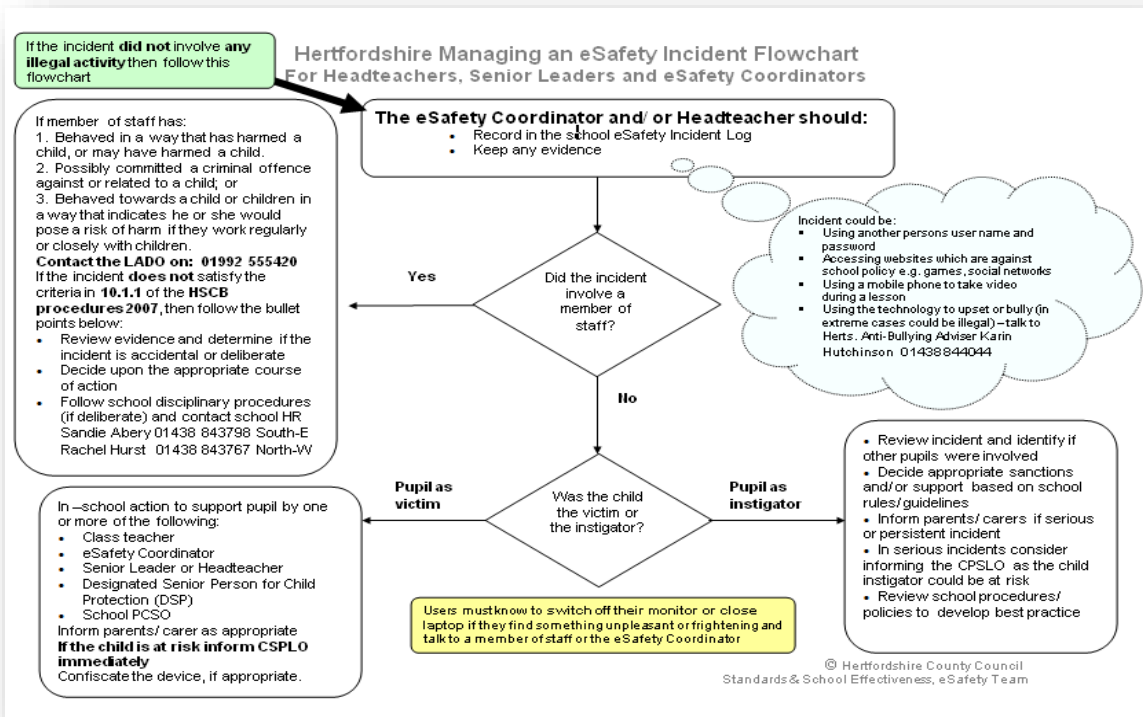 If the incident did not involve any
illegal activity then follow this
flowchart
Hertfordshire Managing an eSafety Incident Flowchart
For Headteachers, Senior Leaders and eSafety Coordinators
The eSafety Coordinator and/ or Headteacher should:
• Record in the school eSafety Incident Log
• Keep any evidence
If member of staff has:
1. Behaved in a way that has harmed a
child, or may have harmed a child.
2. Possibly committed a criminal offence
against or related to a child; or
3. Behaved towards a child or children in
a way that indicates he or she would
pose a risk of harm if they work regularly
or closely with children.
Contact the LADO on: 01992 555420
If the incident does not satisfy the
criteria in 10.1.1 of the HSCB
procedures 2007, then follow the bullet
points below:
• Review evidence and determine if the
incident is accidental or deliberate
• Decide upon the appropriate course
of action
• Follow school disciplinary procedures
(if deliberate) and contact school HR
Sandie Abery 01438 843798 South-E
Rachel Hurst 01438 843767 North-W
Incident could be:
▪ Using another persons user name and
password
▪ Accessing websites which are against
school policy e.g. games, social networks
▪ Using a mobile phone to take video
during a lesson
▪ Using the technology to upset or bully (in
extreme cases could be illegal) – talk to
Herts. Anti-Bullying Adviser Karin
Hutchinson 01438 844044
Yes
Did the incident
involve a
member of
staff?
No
Pupil as
victim
Was the child
the victim or
the instigator?
Pupil as
instigator
In –school action to support pupil by one
or more of the following:
• Class teacher
• eSafety Coordinator
• Senior Leader or Headteacher
• Designated Senior Person for Child
Protection (DSP)
• School PCSO
Inform parents/ carer as appropriate
If the child is at risk inform CSPLO
immediately
Confiscate the device, if appropriate.
• Review incident and identify if
other pupils were involved
• Decide appropriate sanctions
and/ or support based on school
rules/ guidelines
• Inform parents/ carers if serious
or persistent incident
• In serious incidents consider
informing the CPSLO as the child
instigator could be at risk
• Review school procedures/
policies to develop best practice
Users must know to switch off their monitor or close
laptop if they find something unpleasant or frightening and
talk to a member of staff or the eSafety Coordinator
© Hertfordshire County Council
Standards & School Effectiveness, eSafety Team